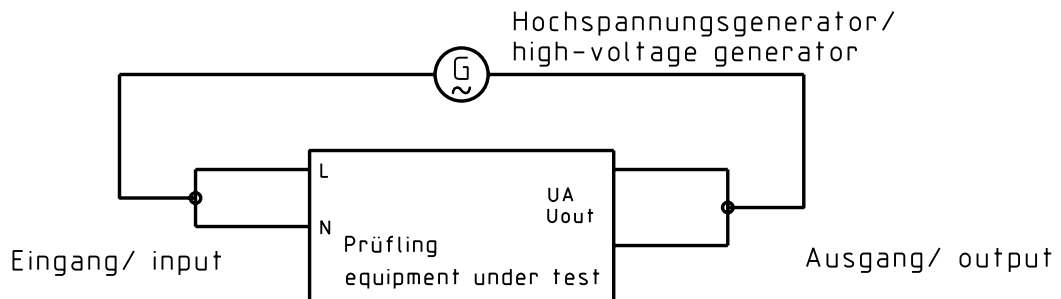 Hochspannungsgenerator/
high-voltage generator
G
~
L
N
UA
Uout
Prüfling
equipment under test
Eingang/ input
Ausgang/ output